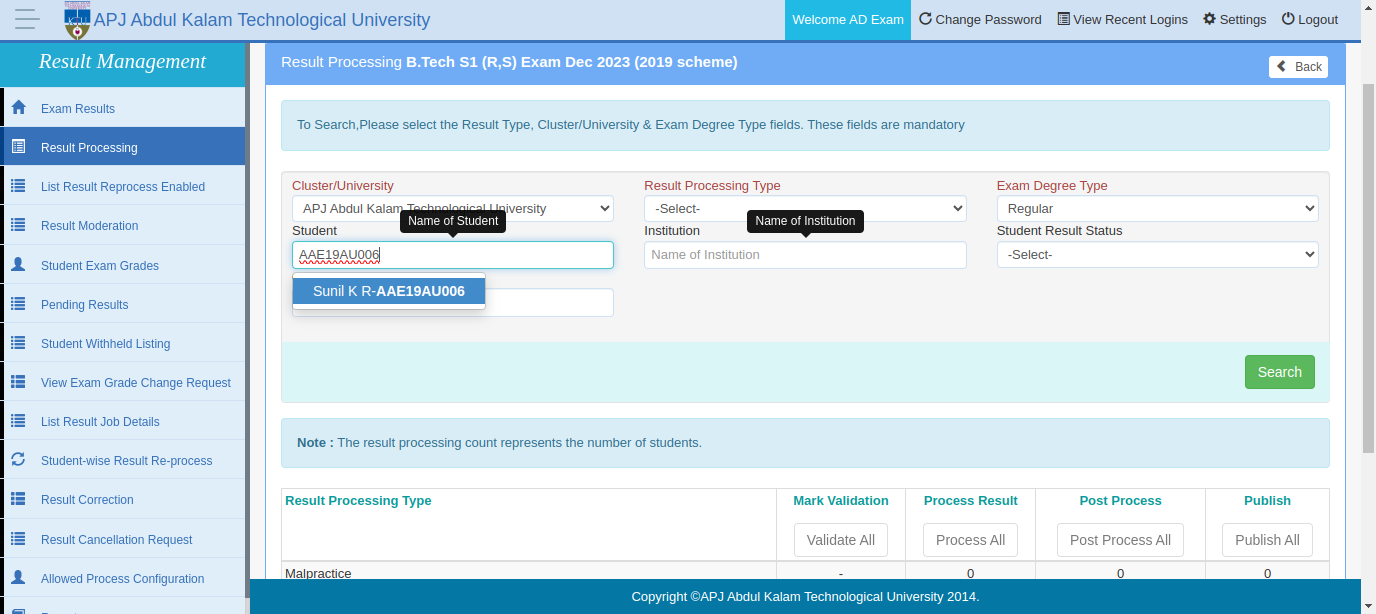 APJ Abdul Kalam Technological University
Welcome AD Exam
Change Password
View Recent Logins
Settings
Logout
Result Management
Exam Results
Result Processing
List Result Reprocess Enabled
Result Moderation
Student Exam Grades
Pending Results
Student Withheld Listing
View Exam Grade Change Request
List Result Job Details
Student-wise Result Re-process
Result Correction
Result Cancellation Request
Allowed Process Configuration
Result Processing B.Tech S1 (R,S) Exam Dec 2023 (2019 scheme)
Back
To Search,Please select the Result Type, Cluster/University & Exam Degree Type fields. These fields are mandatory
Cluster/University
Result Processing Type
Exam Degree Type
APJ Abdul Kalam Technological University
-Select-
Regular
Name of Student
Name of Institution
Student
Institution
Student Result Status
AAE19AU006
Name of Institution
-Select-
Sunil K R-AAE19AU006
Search
Note : The result processing count represents the number of students.
Result Processing Type
Mark Validation
Process Result
Post Process
Publish
Validate All
Process All
Post Process All
Publish All
Malpractice - 0 0 0
Copyright ©APJ Abdul Kalam Technological University 2014.